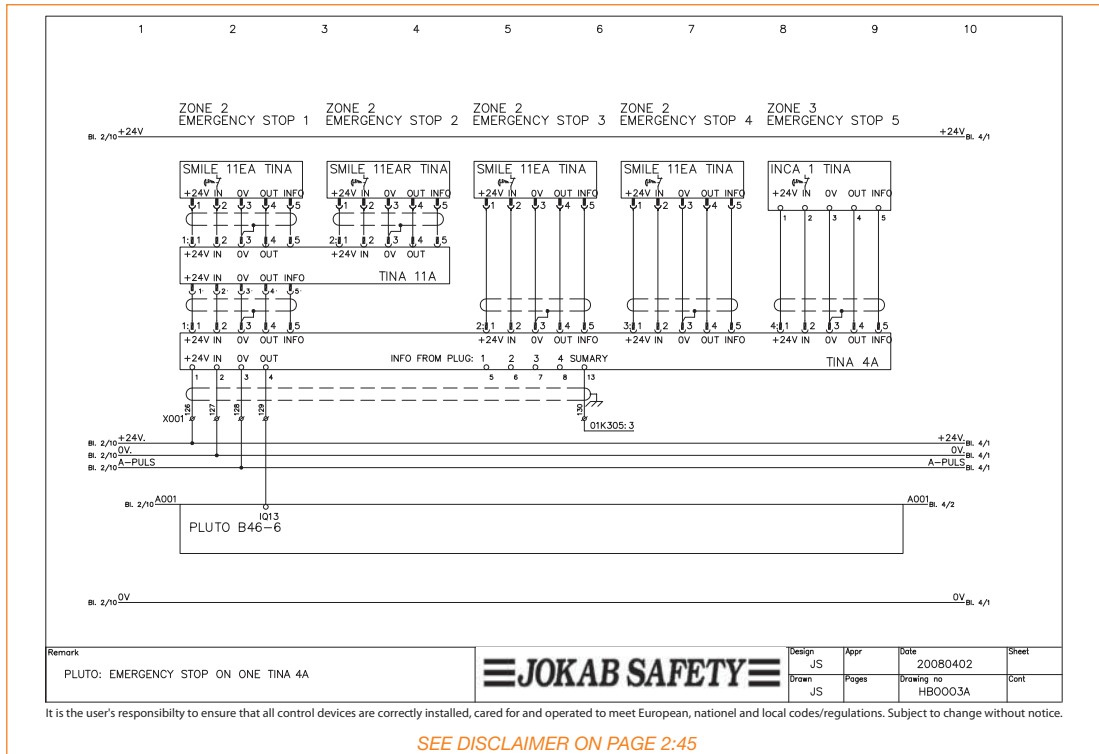 1 2 3 4 5 6 7 8 9 10
ZONE 2 ZONE 2 ZONE 2 ZONE 2 ZONE 3
EMERGENCY STOP 1 EMERGENCY STOP 2 EMERGENCY STOP 3 EMERGENCY STOP 4 EMERGENCY STOP 5
Bl. 2/10 +24V +24V Bl. 4/1
SMILE 11EA TINA SMILE 11EAR TINA SMILE 11EA TINA SMILE 11EA TINA INCA 1 TINA
+24V IN 0V OUT INFO +24V IN 0V OUT INFO +24V IN 0V OUT INFO +24V IN 0V OUT INFO +24V IN 0V OUT INFO
1 2 3 4 5 1 2 3 4 5 1 2 3 4 5 1 2 3 4 5 1 2 3 4 5
1:1 2 3 4 5 2:1 2 3 4 5
+24V IN 0V OUT +24V IN 0V OUT
+24V IN 0V OUT INFO TINA 11A
1 2 3 4 5
1:1 2 3 4 5 2:1 2 3 4 5 3:1 2 3 4 5 4:1 2 3 4 5
+24V IN 0V OUT INFO +24V IN 0V OUT INFO +24V IN 0V OUT INFO +24V IN 0V OUT INFO
+24V IN 0V OUT INFO FROM PLUG: 1 2 3 4 SUMARY TINA 4A
1 2 3 4 5 6 7 8 13
X001 126 127 128 129 130
01K305:3
Bl. 2/10 +24V. +24V. Bl. 4/1
Bl. 2/10 0V. 0V. Bl. 4/1
Bl. 2/10 A-PULS A-PULS Bl. 4/1
Bl. 2/10 A001 A001 Bl. 4/2
IQ13
PLUTO B46-6
Bl. 2/10 0V 0V Bl. 4/1
Remark
PLUTO: EMERGENCY STOP ON ONE TINA 4A
JOKAB SAFETY
Design Appr Date Sheet
JS 20080402
Drawn Pages Drawing no Cont
JS HB0003A
It is the user's responsibilty to ensure that all control devices are correctly installed, cared for and operated to meet European, nationel and local codes/regulations. Subject to change without notice.
SEE DISCLAIMER ON PAGE 2:45